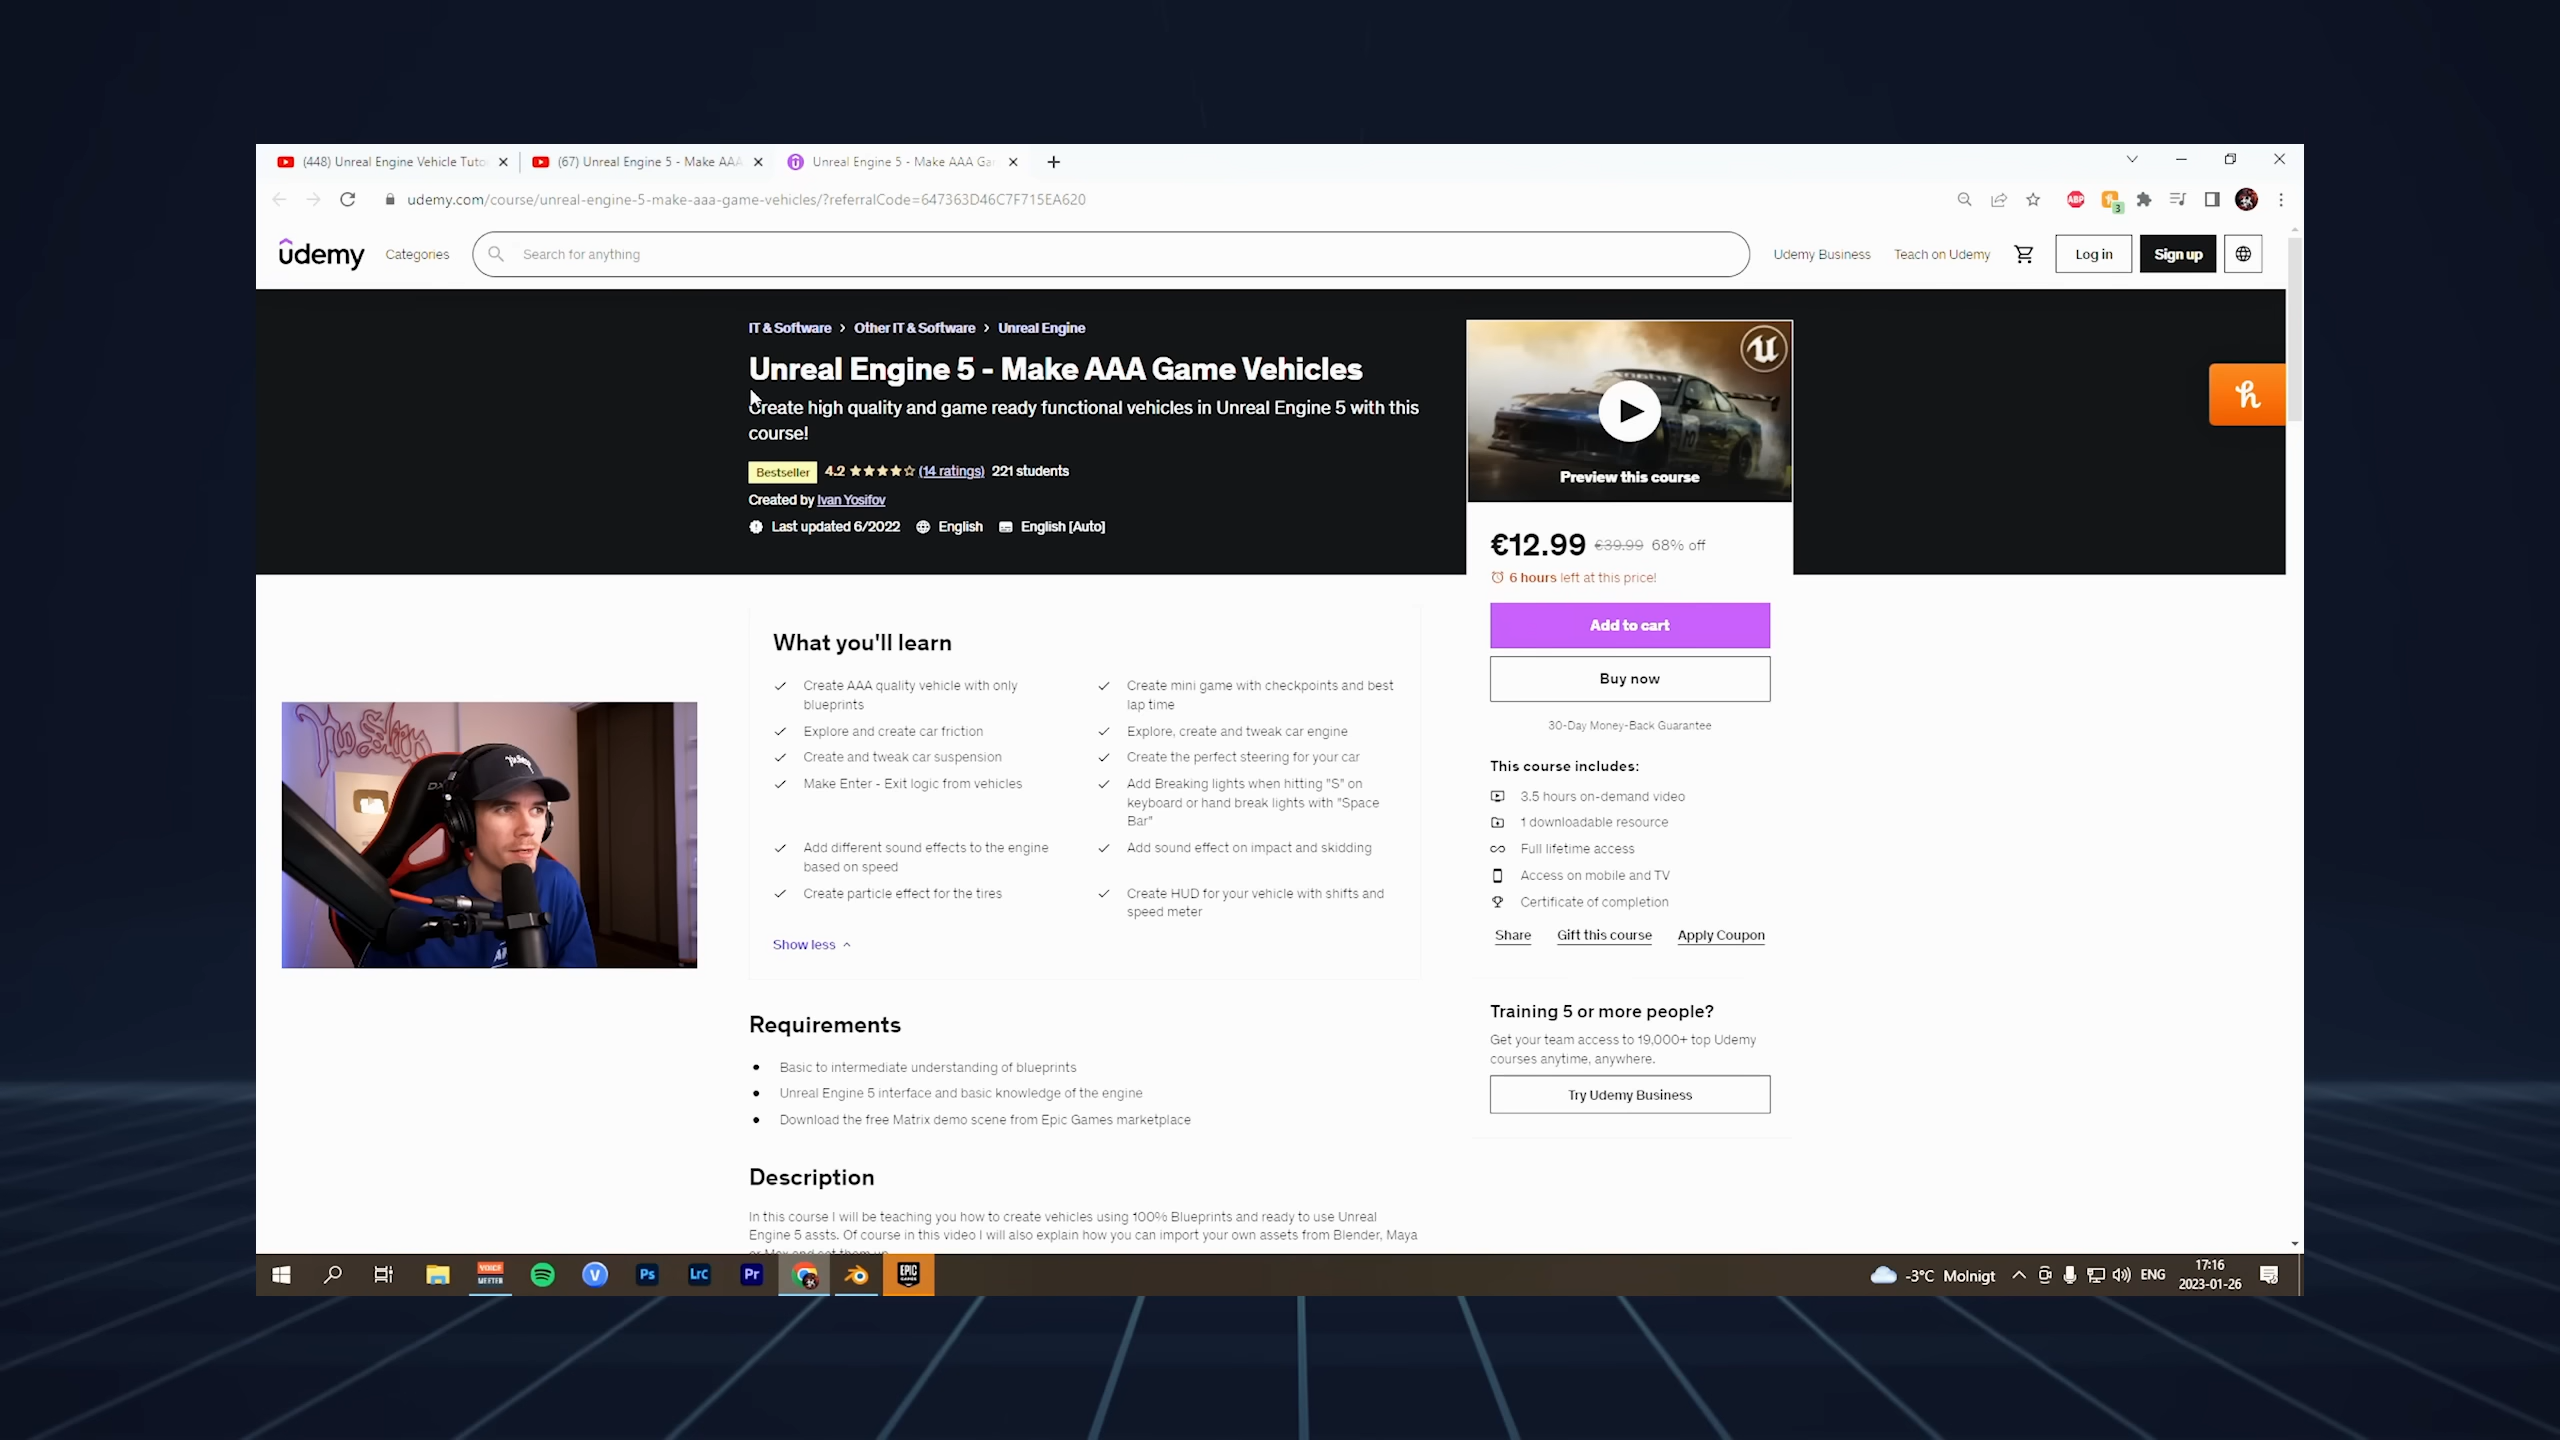 (448) Unreal Engine Vehicle Tuto
(67) Unreal Engine 5 - Make AAA
Unreal Engine 5 - Make AAA Ga
udemy.com/course/unreal-engine-5-make-aaa-game-vehicles/?referralCode=647363D46C7F715EA620
ABP
3
udemy
Categories
Search for anything
Udemy Business
Teach on Udemy
Log in
Sign up
IT & Software > Other IT & Software > Unreal Engine
Unreal Engine 5 - Make AAA Game Vehicles
Create high quality and game ready functional vehicles in Unreal Engine 5 with this
course!
Bestseller 4.2 (14 ratings) 221 students
Created by Ivan Yosifov
Last updated 6/2022 English English [Auto]
h
Preview this course
€12.99 €39.99 68% off
6 hours left at this price!
Add to cart
Buy now
30-Day Money-Back Guarantee
This course includes:
3.5 hours on-demand video
1 downloadable resource
Full lifetime access
Access on mobile and TV
Certificate of completion
Share Gift this course Apply Coupon
Training 5 or more people?
Get your team access to 19,000+ top Udemy
courses anytime, anywhere.
Try Udemy Business
What you'll learn
Create AAA quality vehicle with only
blueprints
Create mini game with checkpoints and best
lap time
Explore and create car friction
Explore, create and tweak car engine
Create and tweak car suspension
Create the perfect steering for your car
Make Enter - Exit logic from vehicles
Add Breaking lights when hitting "S" on
keyboard or hand break lights with "Space
Bar"
Add different sound effects to the engine
based on speed
Add sound effect on impact and skidding
Create particle effect for the tires
Create HUD for your vehicle with shifts and
speed meter
Show less
Requirements
Basic to intermediate understanding of blueprints
Unreal Engine 5 interface and basic knowledge of the engine
Download the free Matrix demo scene from Epic Games marketplace
Description
In this course I will be teaching you how to create vehicles using 100% Blueprints and ready to use Unreal
Engine 5 assts. Of course in this video I will also explain how you can import your own assets from Blender, Maya
or Max and set them up
VOICE
MEETER
V
Ps
Lrc
Pr
EPIC
GAMES
-3°C Molnigt
ENG
17:16
2023-01-26